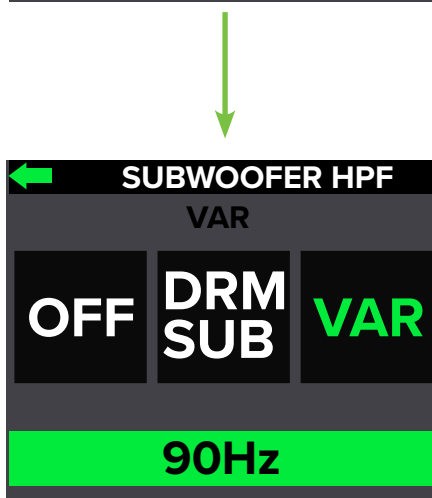 SUBWOOFER HPF
VAR
OFF
DRM
SUB
VAR
90Hz